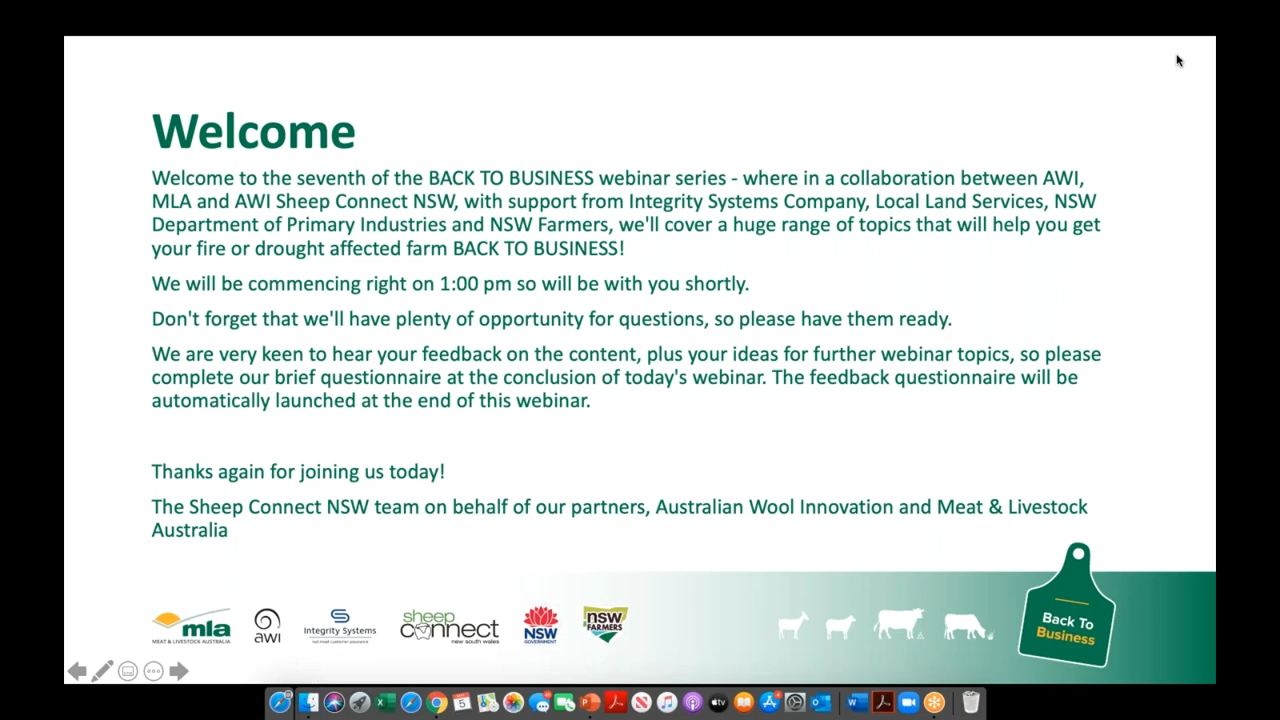 Welcome
Welcome to the seventh of the BACK TO BUSINESS webinar series - where in a collaboration between AWI,
MLA and AWI Sheep Connect NSW, with support from Integrity Systems Company, Local Land Services, NSW
Department of Primary Industries and NSW Farmers, we'll cover a huge range of topics that will help you get
your fire or drought affected farm BACK TO BUSINESS!
We will be commencing right on 1:00 pm so will be with you shortly.
Don't forget that we'll have plenty of opportunity for questions, so please have them ready.
We are very keen to hear your feedback on the content, plus your ideas for further webinar topics, so please
complete our brief questionnaire at the conclusion of today's webinar. The feedback questionnaire will be
automatically launched at the end of this webinar.
Thanks again for joining us today!
The Sheep Connect NSW team on behalf of our partners, Australian Wool Innovation and Meat & Livestock
Australia
mla
MEAT & LIVESTOCK AUSTRALIA
awi
Integrity Systems
sheep
connect
new south wales
NSW
GOVERNMENT
nsw
FARMERS
Back To
Business
5
tv